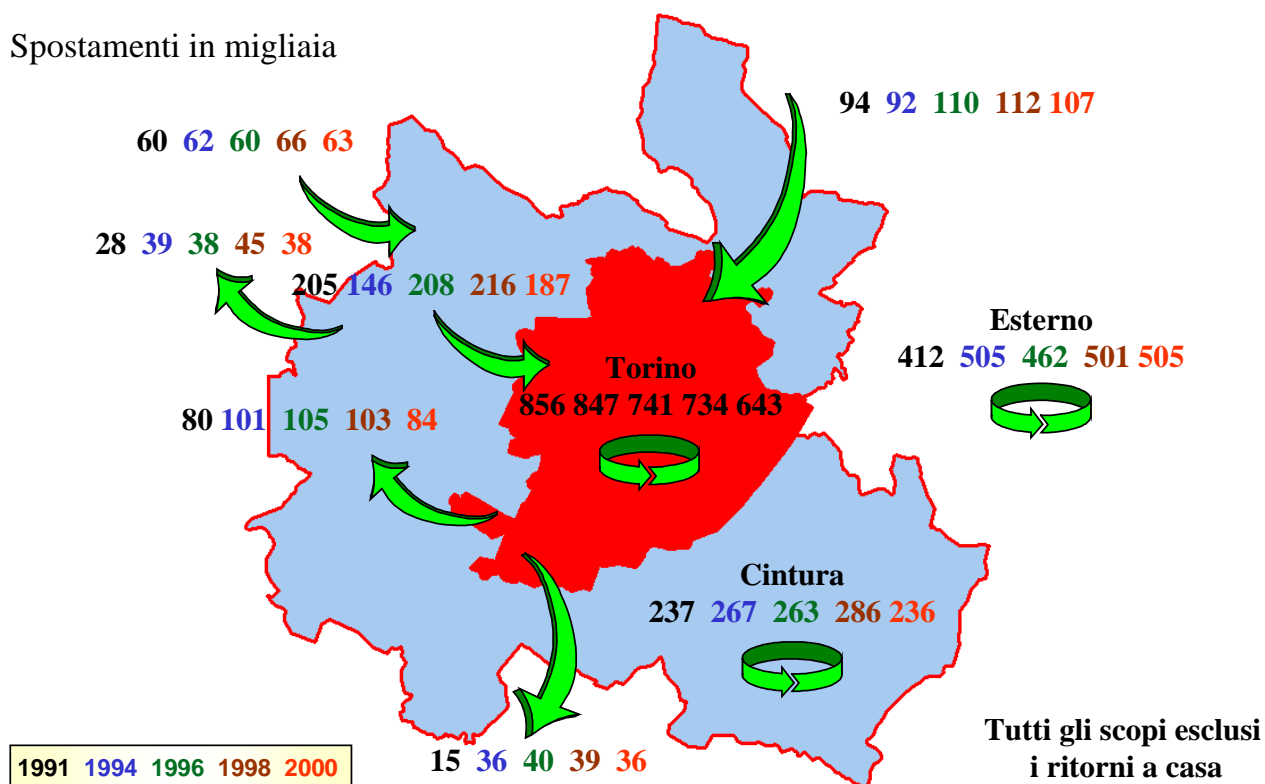 Spostamenti in migliaia
94 92 110 112 107
60 62 60 66 63
28 39 38 45 38
205 146 208 216 187
Esterno
412 505 462 501 505
Torino
856 847 741 734 643
80 101 105 103 84
Cintura
237 267 263 286 236
Tutti gli scopi esclusi
i ritorni a casa
15 36 40 39 36
1991 1994 1996 1998 2000